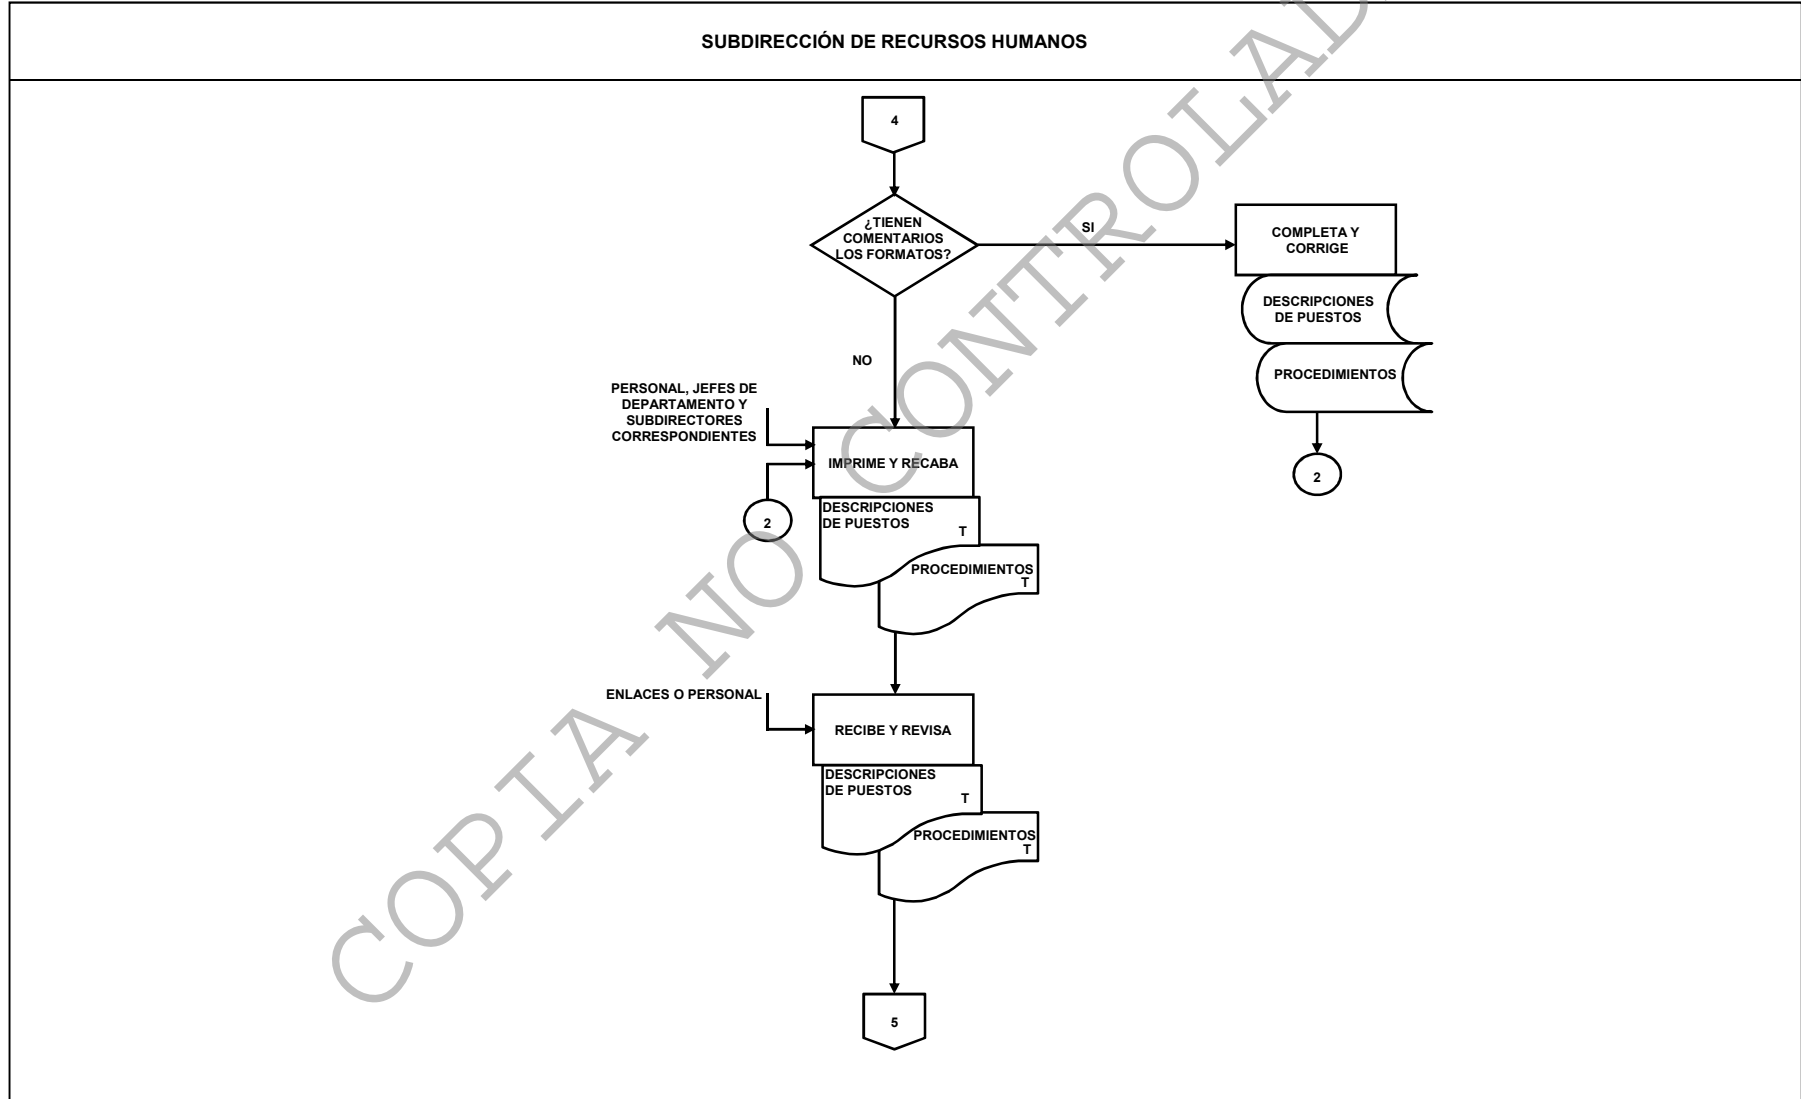 SUBDIRECCIÓN DE RECURSOS HUMANOS
4
¿TIENEN
COMENTARIOS
LOS FORMATOS?
SI
COMPLETA Y
CORRIGE
DESCRIPCIONES
DE PUESTOS
PROCEDIMIENTOS
2
NO
PERSONAL, JEFES DE
DEPARTAMENTO Y
SUBDIRECTORES
CORRESPONDIENTES
IMPRIME Y RECABA
2
DESCRIPCIONES
DE PUESTOS
T
PROCEDIMIENTOS
T
ENLACES O PERSONAL
RECIBE Y REVISA
DESCRIPCIONES
DE PUESTOS
T
PROCEDIMIENTOS
T
5
COPIA NO CONTROLAD